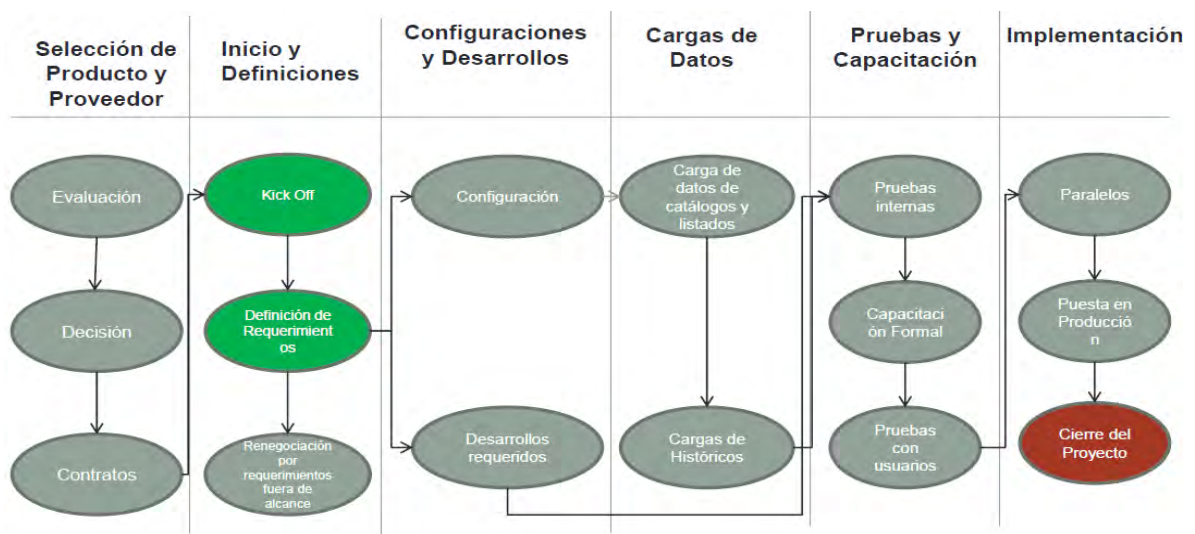 Selección de
Producto y
Proveedor
Inicio y
Definiciones
Configuraciones
y Desarrollos
Cargas de
Datos
Pruebas y
Capacitación
Implementación
Evaluación
Decisión
Contratos
Kick Off
Definición de
Requerimient
os
Renegociación
por
requerimientos
fuera de
alcance
Configuración
Desarrollos
requeridos
Carga de
datos de
catálogos y
listados
Cargas de
Históricos
Pruebas
internas
Capacitaci
ón Formal
Pruebas
con
usuarios
Paralelos
Puesta en
Producció
n
Cierre del
Proyecto